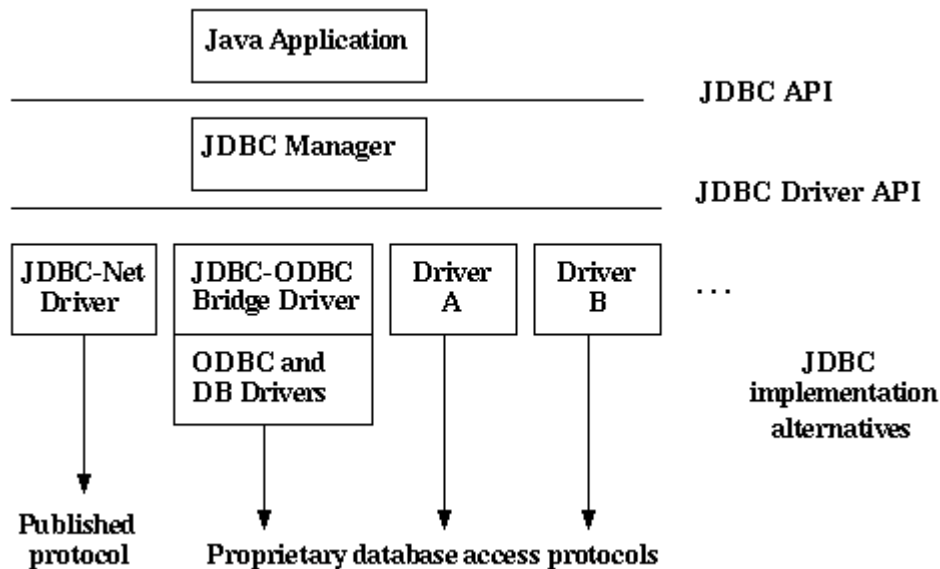 Java Application
JDBC API
JDBC Manager
JDBC Driver API
JDBC-Net
Driver
JDBC-ODBC
Bridge Driver
Driver
A
Driver
B
. . .
ODBC and
DB Drivers
JDBC
implementation
alternatives
Published
protocol
Proprietary database access protocols